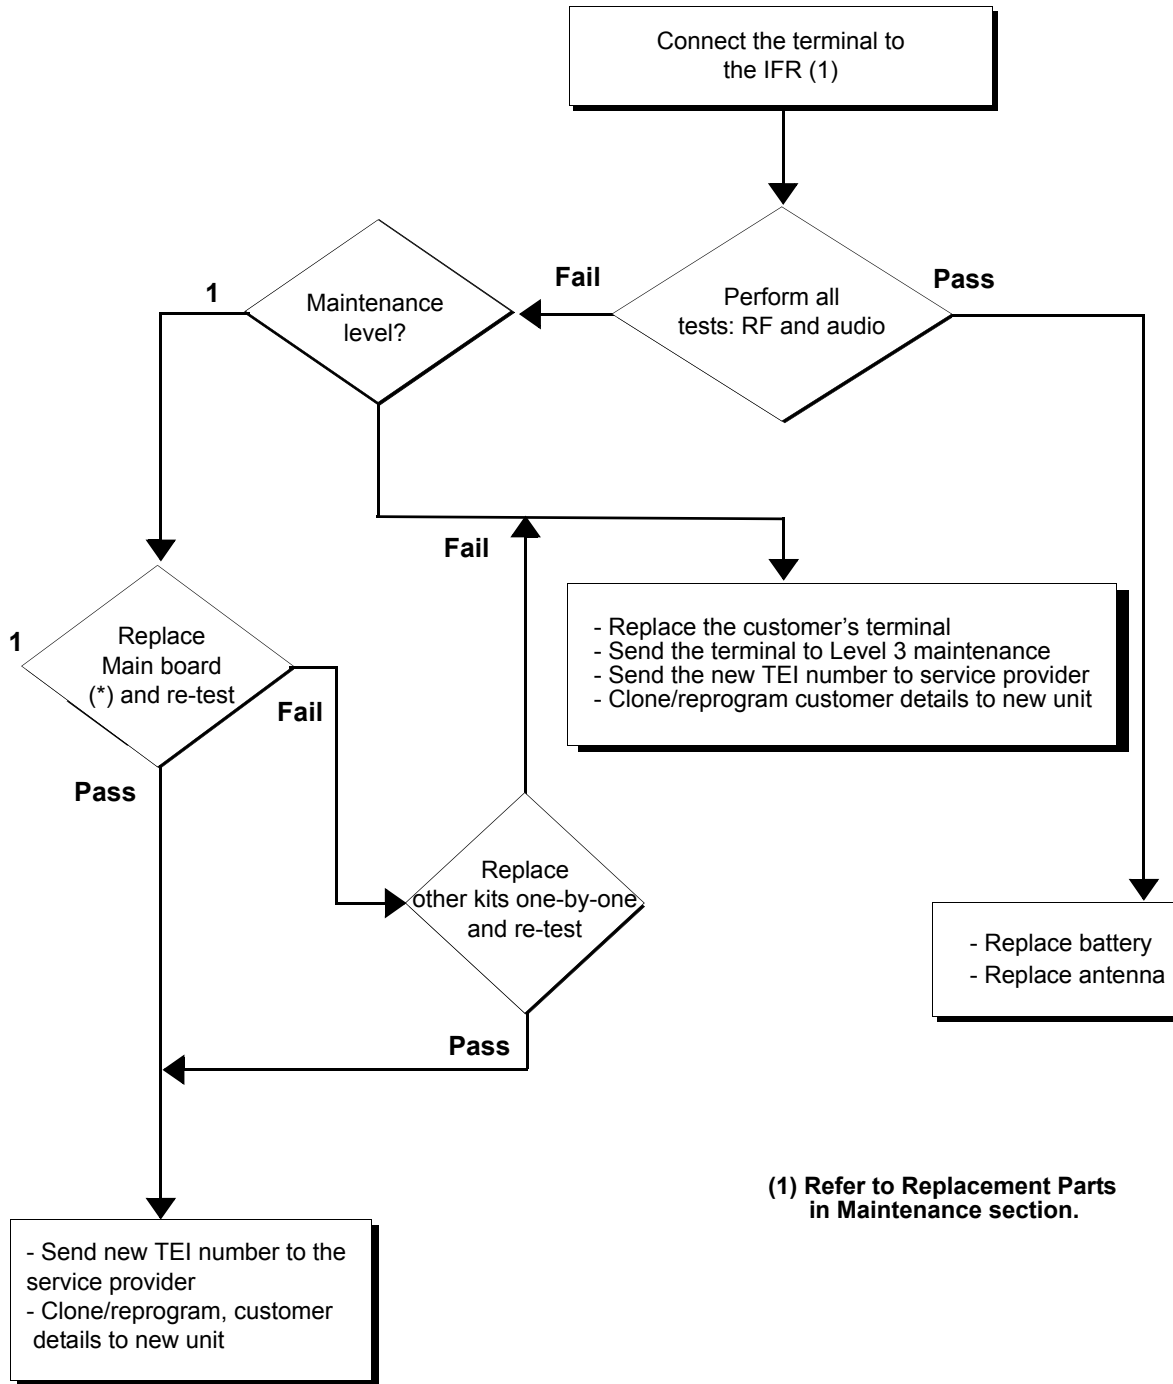 Connect the terminal to
the IFR (1)
Fail
Pass
1
Maintenance
level?
Perform all
tests: RF and audio
Fail
- Replace the customer's terminal
- Send the terminal to Level 3 maintenance
- Send the new TEI number to service provider
- Clone/reprogram customer details to new unit
1
Replace
Main board
(*) and re-test
Fail
Pass
Replace
other kits one-by-one
and re-test
- Replace battery
- Replace antenna
Pass
(1) Refer to Replacement Parts
in Maintenance section.
- Send new TEI number to the
service provider
- Clone/reprogram, customer
details to new unit